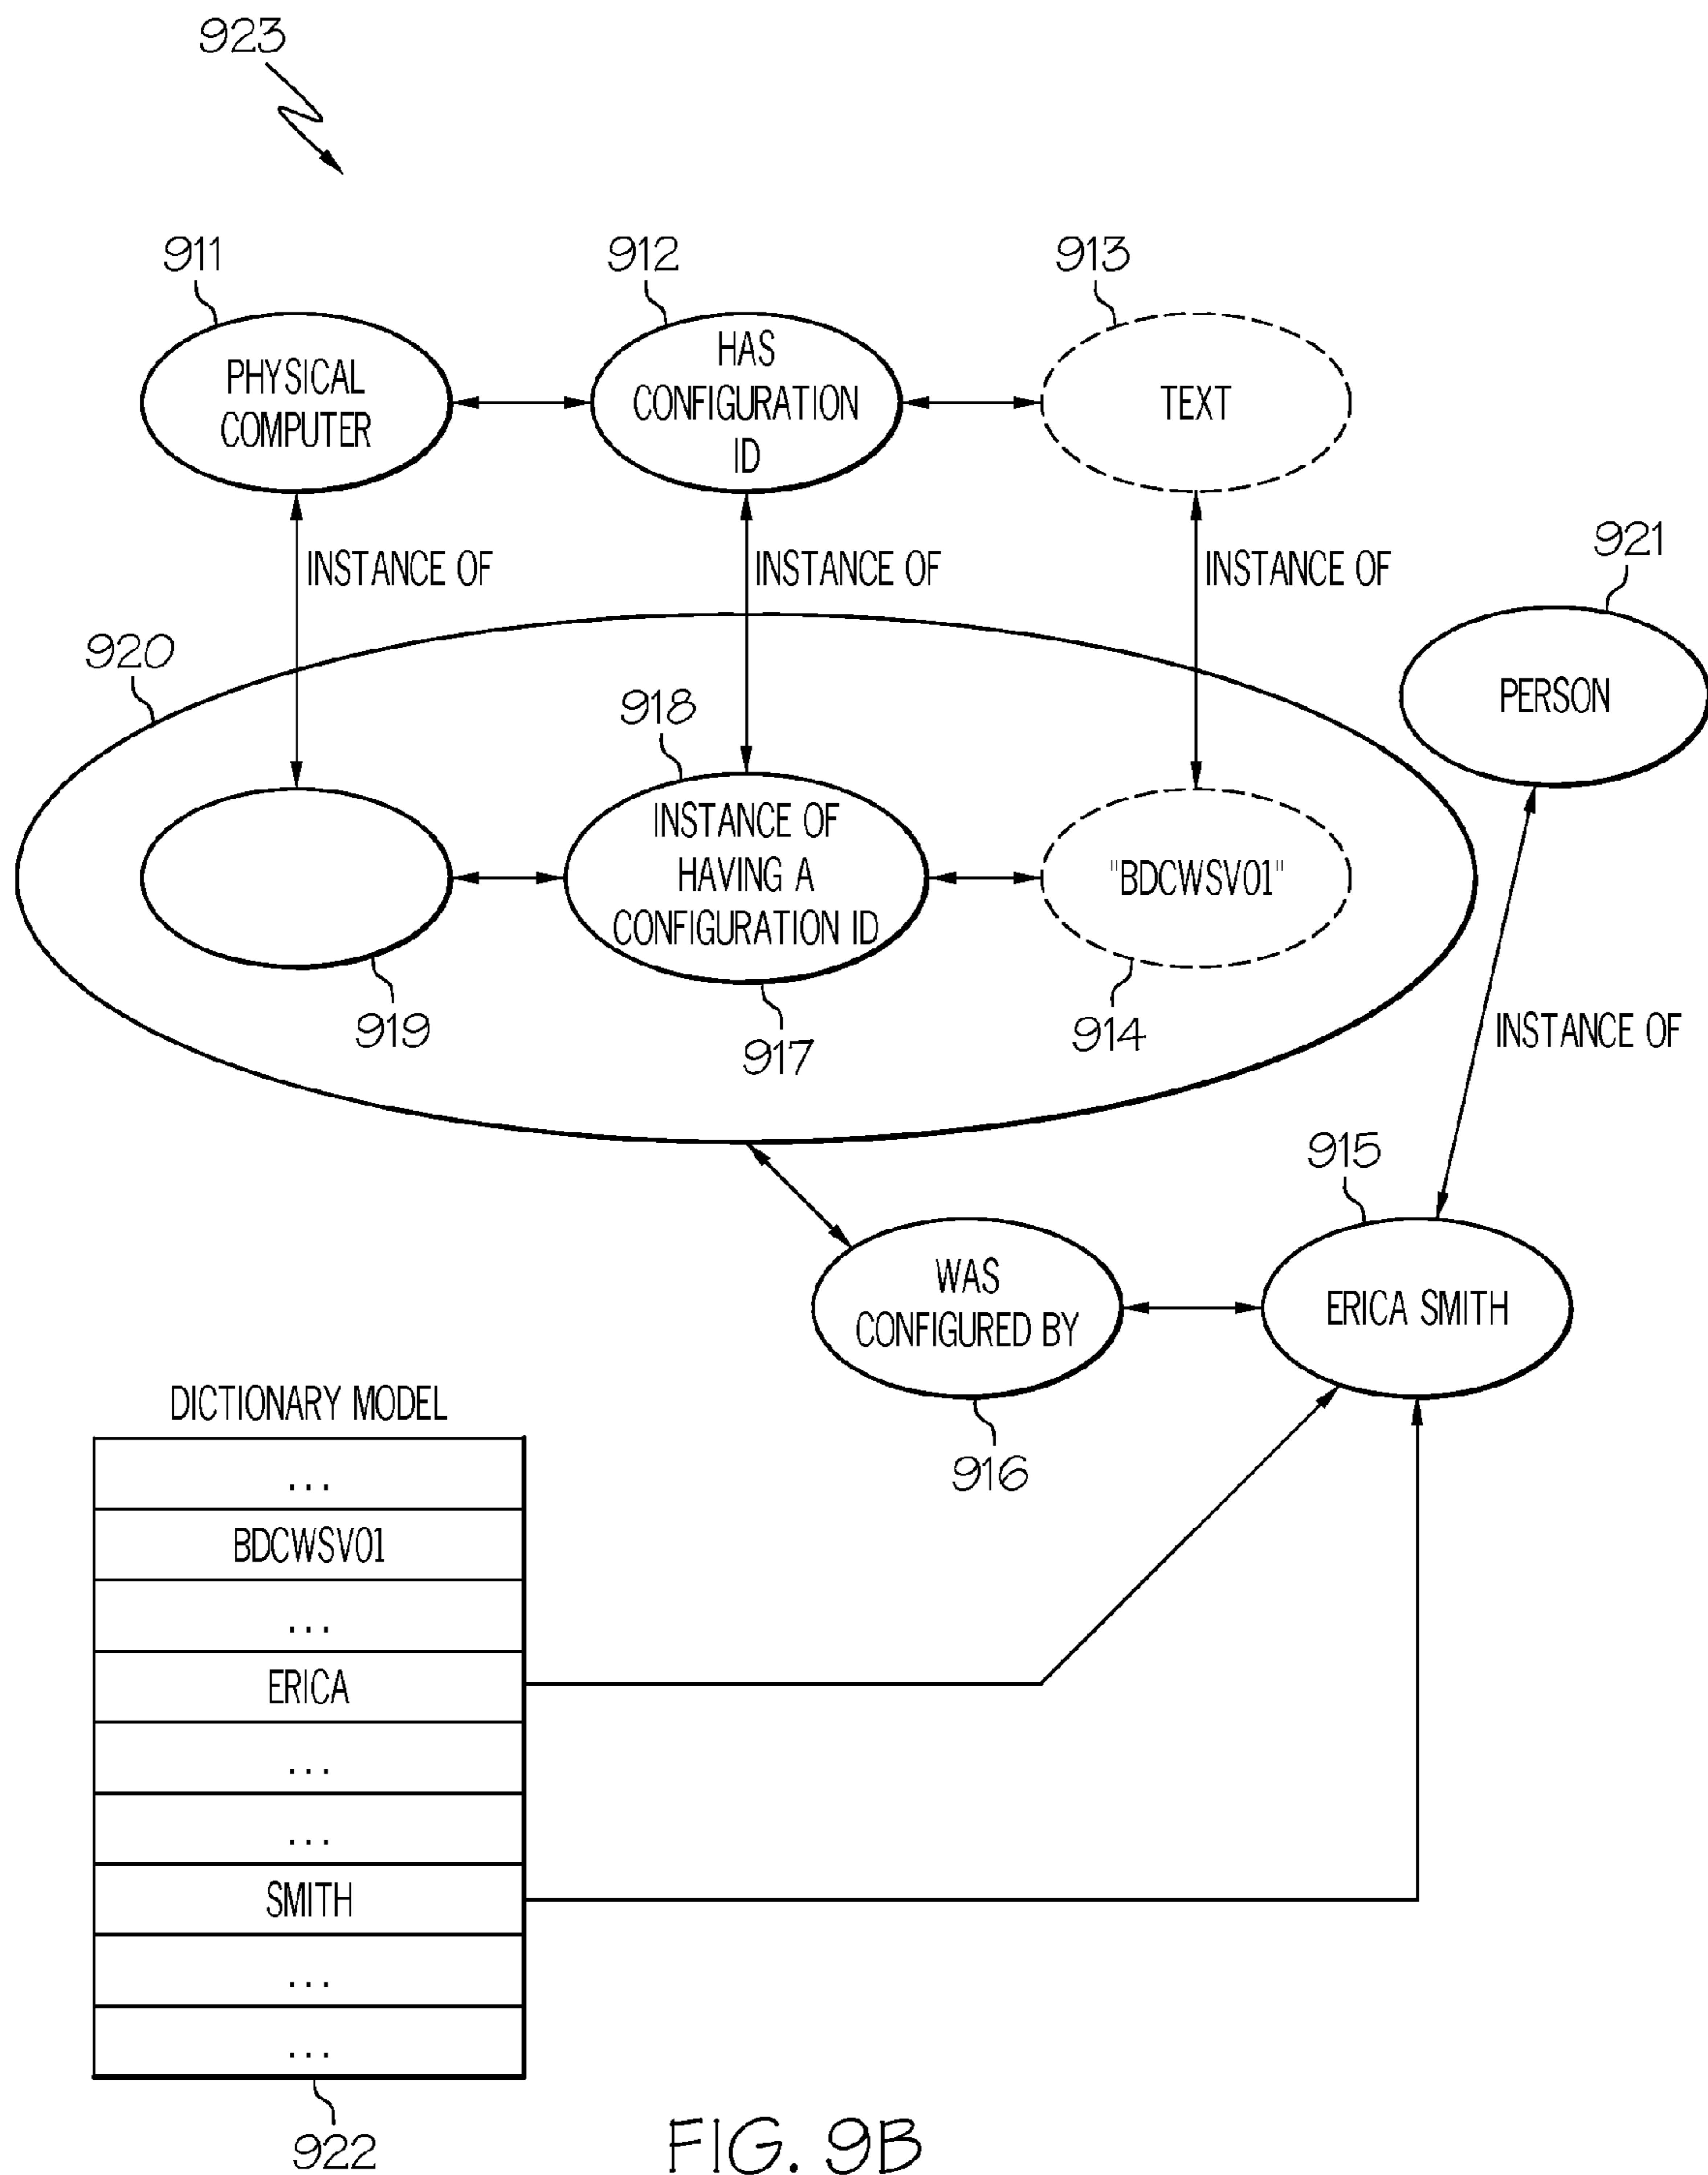 923
911
912
913
PHYSICAL
COMPUTER
HAS
CONFIGURATION
ID
TEXT
INSTANCE OF
INSTANCE OF
INSTANCE OF
921
PERSON
920
918
INSTANCE OF
HAVING A
CONFIGURATION ID
"BDCWSV01"
919
917
914
INSTANCE OF
915
WAS
CONFIGURED BY
ERICA SMITH
916
DICTIONARY MODEL
...
BDCWSV01
...
ERICA
...
...
SMITH
...
...
922
FIG. 9B